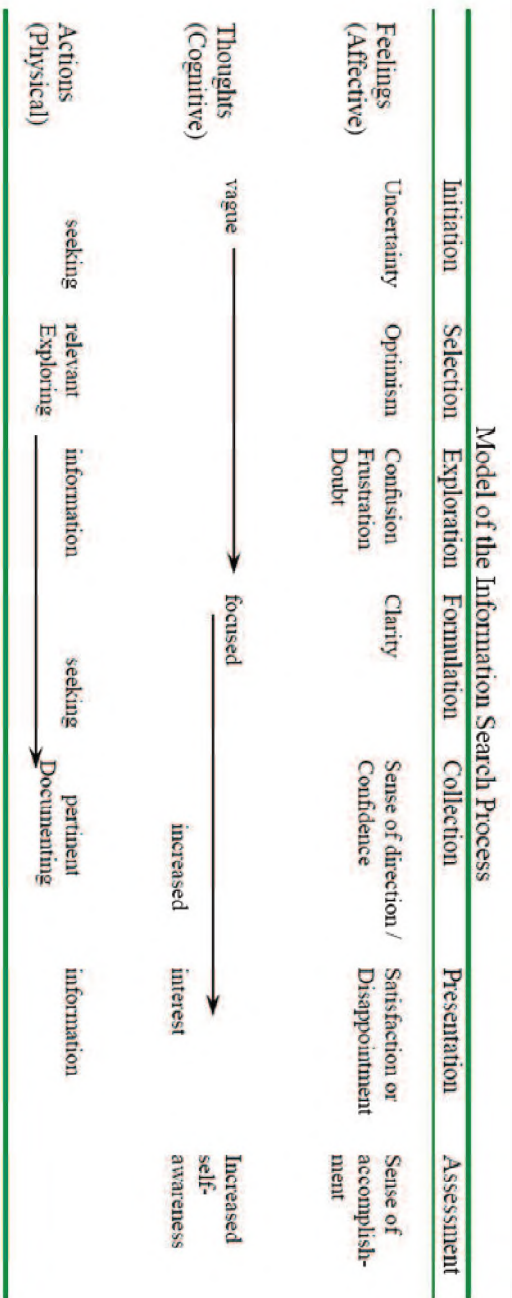 Model of the Information Search Process
Initiation Selection Exploration Formulation Collection Presentation Assessment
Feelings Uncertainty Optimism Confusion Clarity Sense of direction / Satisfaction or Sense of
(Affective) Frustration Confidence Disappointment accomplish-
Doubt ment
Thoughts vague focused Increased
(Cognitive) increased interest self-
awareness
Actions seeking relevant information seeking pertinent information
(Physical) Exploring Documenting